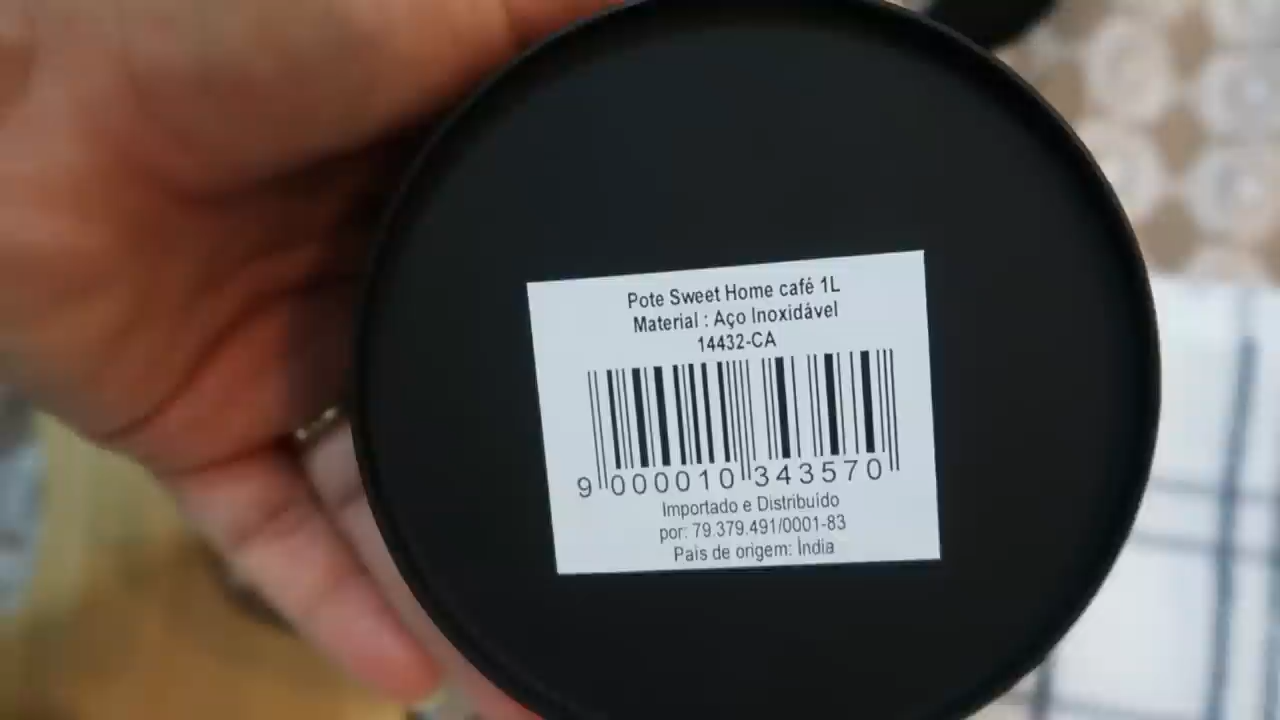 Pote Sweet Home café 1L
Material : Aço Inoxidável
14432-CA
9 000010 343570
Importado e Distribuído
por: 79.379.491/0001-83
País de origem: Índia